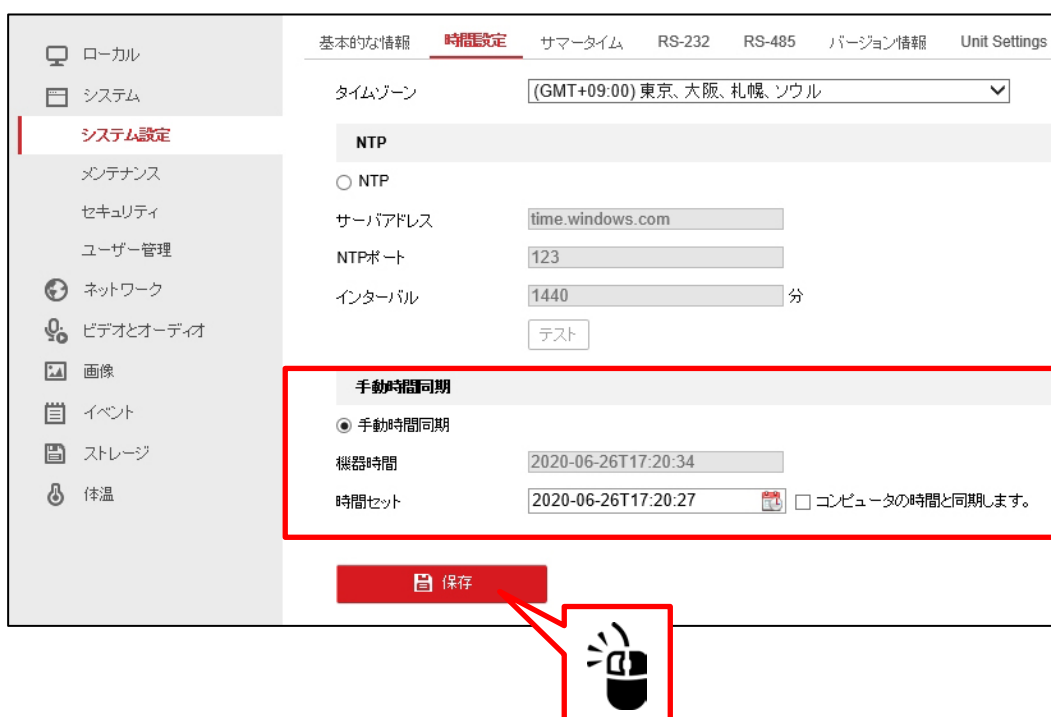 ローカル
システム
システム設定
メンテナンス
セキュリティ
ユーザー管理
ネットワーク
ビデオとオーディオ
画像
イベント
ストレージ
体温
基本的な情報 時間設定 サマータイム RS-232 RS-485 バージョン情報 Unit Settings
タイムゾーン (GMT+09:00) 東京、大阪、札幌、ソウル
NTP
NTP
サーバアドレス time.windows.com
NTPポート 123
インターバル 1440 分
テスト
手動時間同期
手動時間同期
機器時間 2020-06-26T17:20:34
時間セット 2020-06-26T17:20:27 コンピュータの時間と同期します。
保存